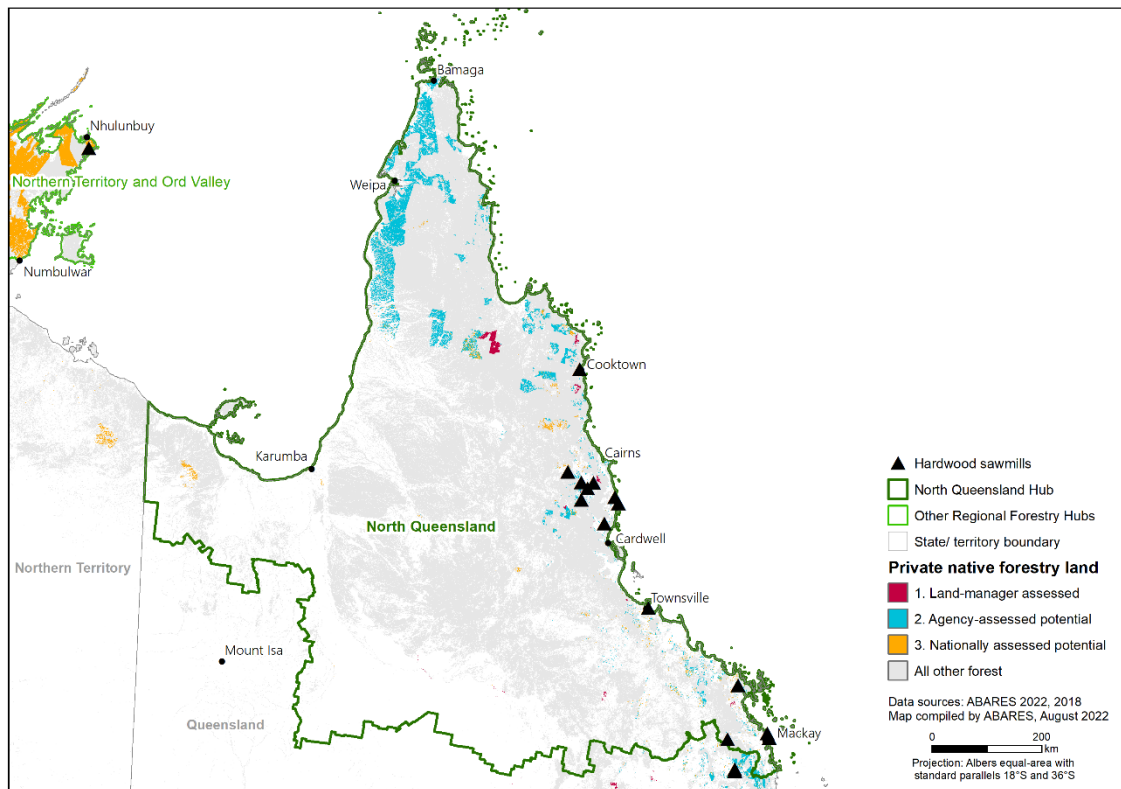 Bamaga
Nhulunbuy
Northern Territory and Ord Valley
Weipa
Numbulwar
Cooktown
Karumba
Cairns
North Queensland
Cardwell
Northern Territory
Townsville
Mount Isa
Queensland
Mackay
Hardwood sawmills
North Queensland Hub
Other Regional Forestry Hubs
State/ territory boundary
Private native forestry land
1. Land-manager assessed
2. Agency-assessed potential
3. Nationally assessed potential
All other forest
Data sources: ABARES 2022, 2018
Map compiled by ABARES, August 2022
0 200
km
Projection: Albers equal-area with
standard parallels 18°S and 36°S